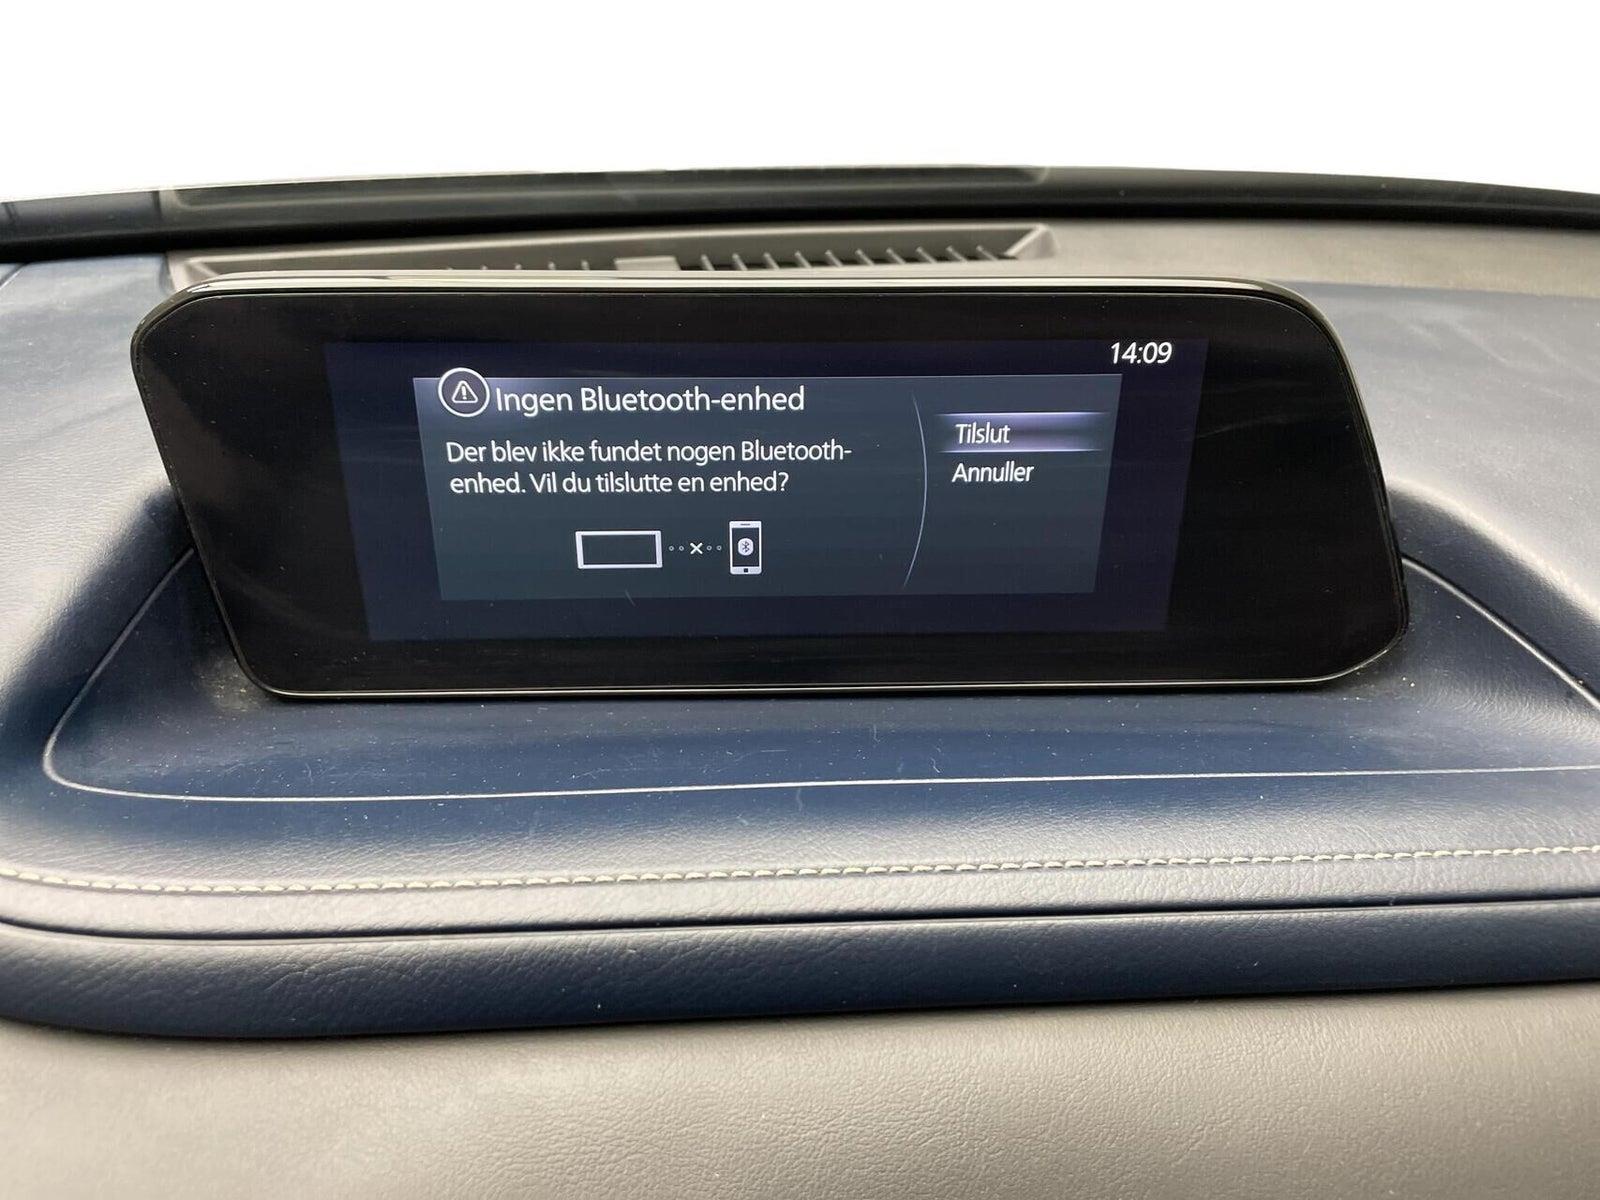 14:09
Ingen Bluetooth-enhed
Der blev ikke fundet nogen Bluetooth-
enhed. Vil du tilslutte en enhed?
Tilslut
Annuller